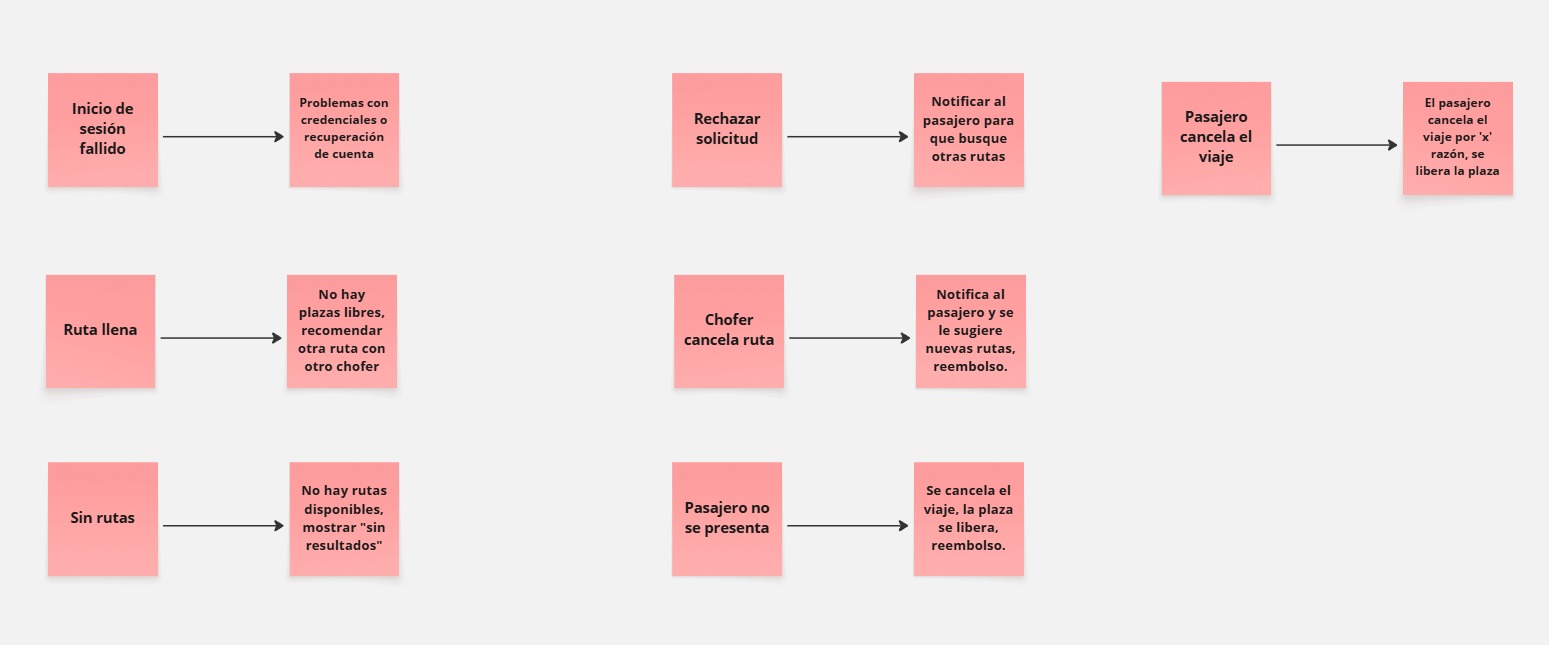 Inicio de
sesión
fallido
Problemas con
credenciales o
recuperación
de cuenta
Rechazar
solicitud
Notificar al
pasajero para
que busque
otras rutas
Pasajero
cancela el
viaje
El pasajero
cancela el
viaje por 'x'
razón, se
libera la plaza
Ruta llena
No hay
plazas libres,
recomendar
otra ruta con
otro chofer
Chofer
cancela ruta
Notifica al
pasajero y se
le sugiere
nuevas rutas,
reembolso.
Sin rutas
No hay rutas
disponibles,
mostrar "sin
resultados"
Pasajero no
se presenta
Se cancela el
viaje, la plaza
se libera,
reembolso.